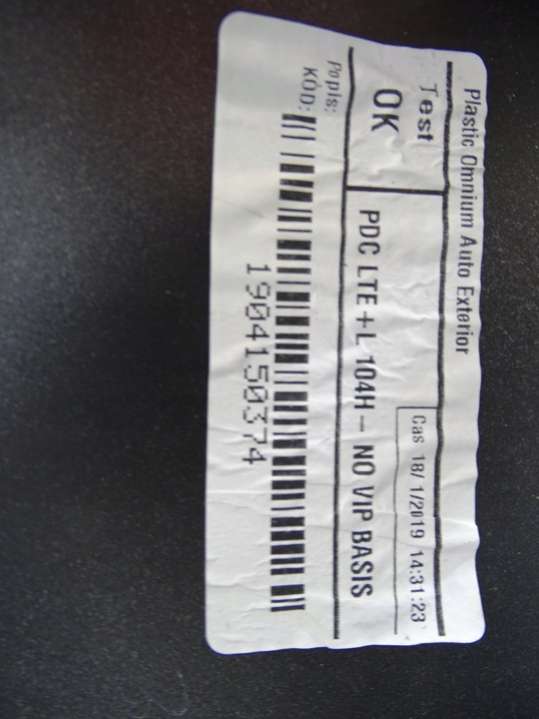 Plastic Omnium Auto Exterior
Test
Cas 18/ 1/2019 14:31:23
OK
PDC LTE+L 104H - NO VIP BASIS
Popis:
KÓD:
1904150374